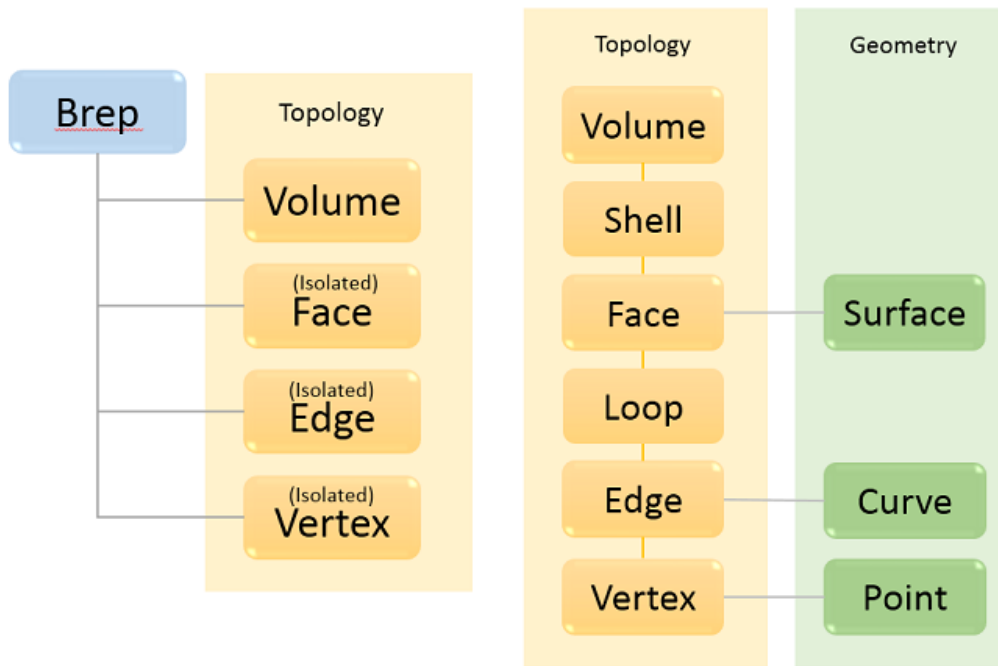 Brep
Topology
Volume
(Isolated)
Face
(Isolated)
Edge
(Isolated)
Vertex
Topology
Volume
Shell
Face
Loop
Edge
Vertex
Geometry
Surface
Curve
Point